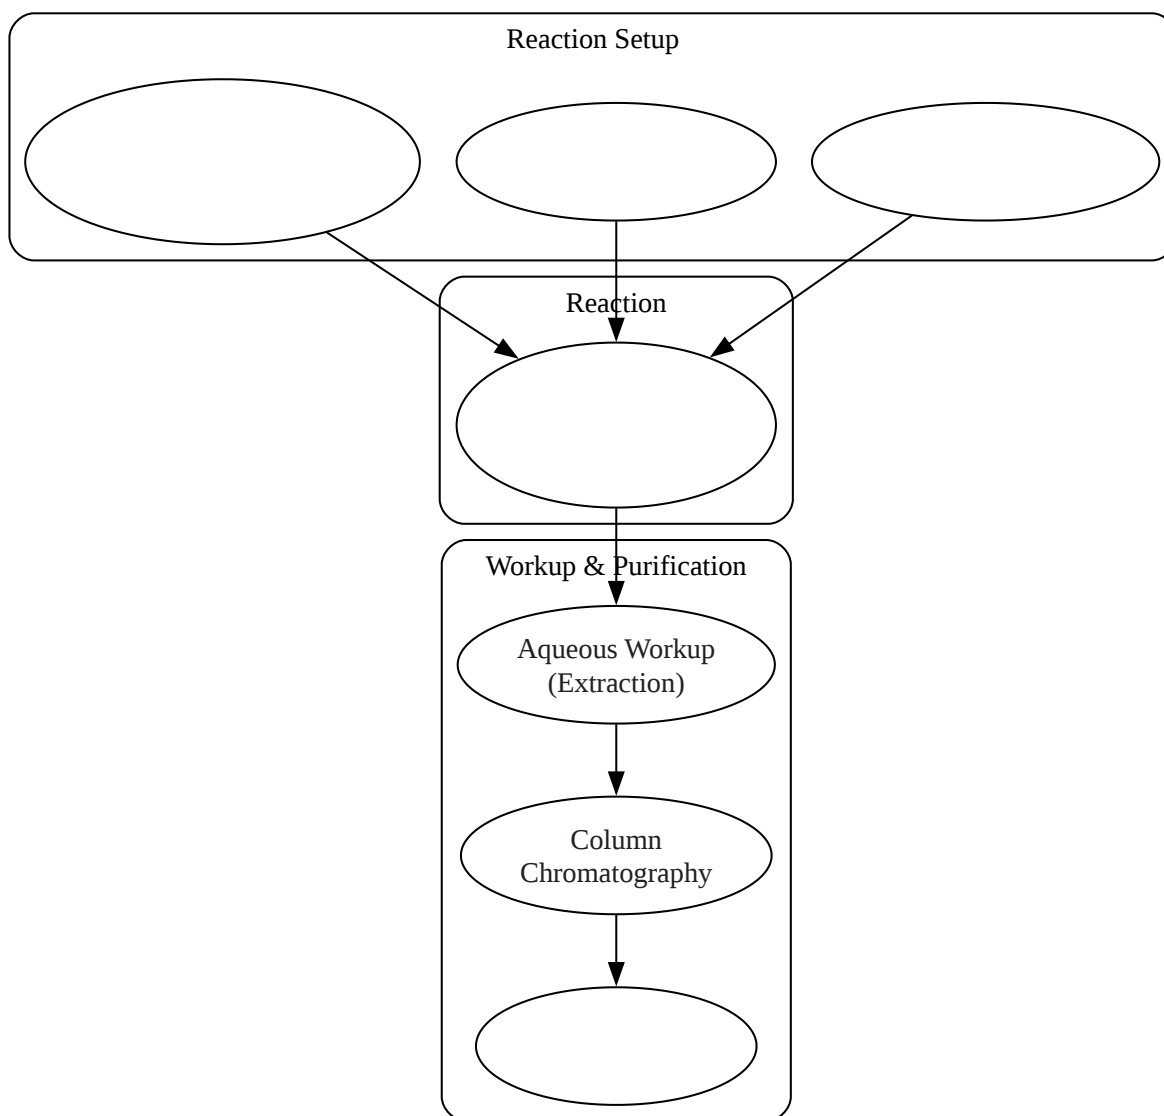 Reaction Setup
Reaction
Workup & Purification
Aqueous Workup
(Extraction)
Column
Chromatography